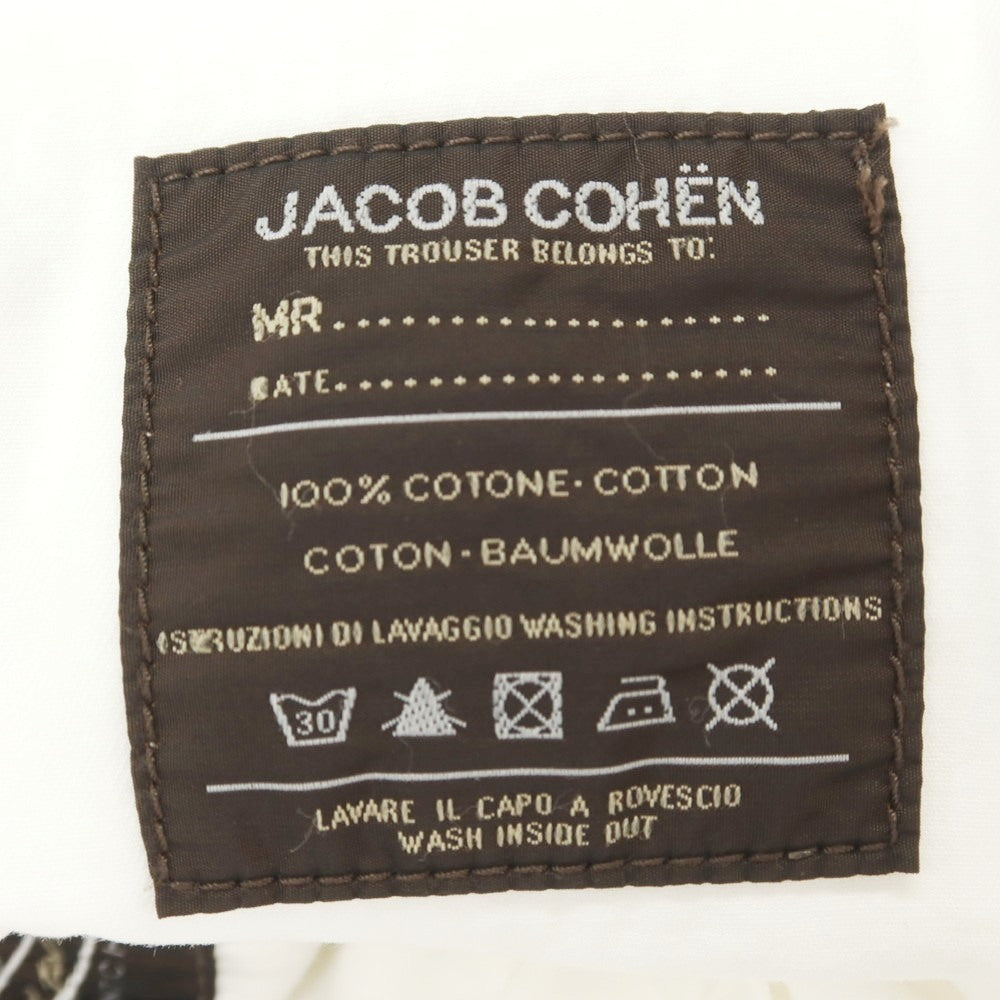 JACOB COHËN
THIS TROUSER BELONGS TO:
MR...................
DATE...................
100% COTONE - COTTON
COTON - BAUMWOLLE
ISTRUZIONI DI LAVAGGIO WASHING INSTRUCTIONS
30
LAVARE IL CAPO A ROVESCIO
WASH INSIDE OUT